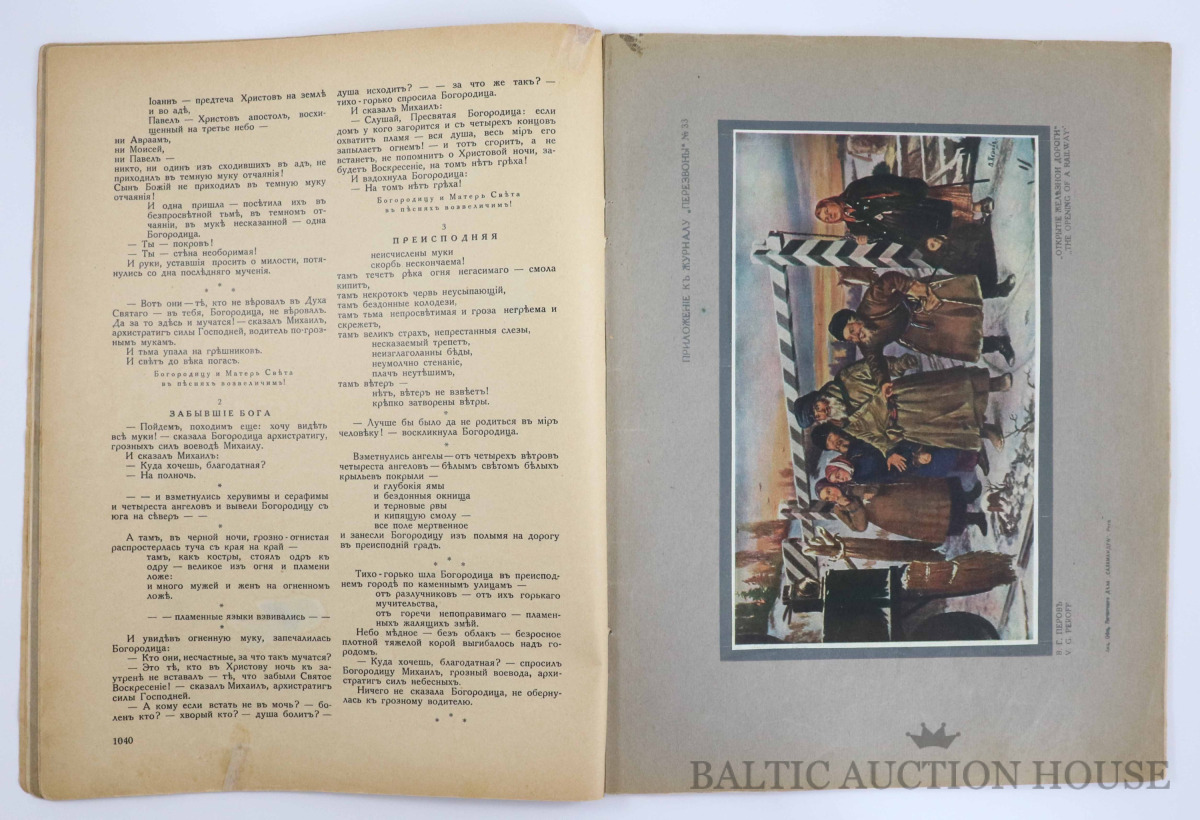 Іоаннъ — предтеча Христовъ на землѣ
и во адѣ,
Павелъ — Христовъ апостолъ, восхи-
щенный на третье небо —
ни Авраамъ,
ни Моисей,
ни Павелъ —
никто, ни одинъ изъ сходившихъ въ адъ, не
приходилъ въ темную муку отчаянія!
Сынъ Божій не приходилъ въ темную муку
отчаянія!
И одна пришла — посѣтила ихъ въ
безпросвѣтной тьмѣ, въ темномъ от-
чаяніи, въ мукѣ несказанной — одна
Богородица.
— Ты — покровъ!
— Ты — стѣна необоримая!
И руки, уставшія просить о милости, потя-
нулись со дна послѣдняго мученія.
* * *
— Вотъ они — тѣ, кто не вѣровалъ въ Духа
Святаго — въ тебя, Богородица, не вѣровалъ.
Да за то здѣсь и мучатся! — сказалъ Михаилъ,
архистратигъ силы Господней, водитель по-гроз-
нымъ мукамъ.
И тьма упала на грѣшниковъ.
И свѣтъ до вѣка погасъ.
Богородицу и Матерь Свѣта
въ пѣсняхъ возвеличимъ!
2
ЗАБЫВШІЕ БОГА
— Пойдемъ, походимъ еще: хочу видѣть
всѣ муки! — сказала Богородица архистратигу,
грозныхъ силъ воеводѣ Михаилу.
И сказалъ Михаилъ:
— Куда хочешь, благодатная?
— На полночь.
*
— — и взметнулись херувимы и серафимы
и четыреста ангеловъ и вывели Богородицу съ
юга на сѣверъ — —
*
А тамъ, въ черной ночи, грозно-огнистая
распростерлась туча съ края на край —
тамъ, какъ костры, стоялъ одръ къ
одру — великое изъ огня и пламени
ложе:
и много мужей и женъ на огненномъ
ложѣ.
*
— — пламенные языки взвивались — —
*
И увидѣвъ огненную муку, запечалилась
Богородица:
— Кто они, несчастные, за что такъ мучатся?
— Это тѣ, кто въ Христову ночь къ за-
утренѣ не вставалъ — тѣ, что забыли Святое
Воскресеніе! — сказалъ Михаилъ, архистратигъ
силы Господней.
— А кому если встать не въ мочь? — бо-
ленъ кто? — хворый кто? — душа болитъ? —
1040
душа исходитъ? — — за что же такъ? —
тихо-горько спросила Богородица.
И сказалъ Михаилъ:
— Слушай, Пресвятая Богородица: если
домъ у кого загорится и съ четырехъ концовъ
охватитъ пламя — вся душа, весь міръ его
запылаетъ огнемъ! — и тотъ сгоритъ, а не
встанетъ, не попомнитъ о Христовой ночи, за-
будетъ Воскресеніе, на томъ нѣтъ грѣха!
И вздохнула Богородица:
— На томъ нѣтъ грѣха!
Богородицу и Матерь Свѣта
въ пѣсняхъ возвеличимъ!
3
ПРЕИСПОДНЯЯ
неисчислены муки
скорбь нескончаема!
тамъ течетъ рѣка огня негасимаго — смола
кипитъ,
тамъ некротокъ червь неусыпающій,
тамъ бездонные колодези,
тамъ тьма непросвѣтимая и гроза негрѣема и
скрежетъ,
тамъ великъ страхъ, непрестанныя слезы,
несказаемый трепетъ,
неизглаголанны бѣды,
неумолчно стенаніе,
плачъ неутѣшимъ,
тамъ вѣтеръ —
нѣтъ, вѣтеръ не взвѣетъ!
крѣпко затворены вѣтры.
*
— Лучше бы было да не родиться въ міръ
человѣку! — воскликнула Богородица.
*
Взметнулись ангелы — отъ четырехъ вѣтровъ
четыреста ангеловъ — бѣлымъ свѣтомъ бѣлыхъ
крыльевъ покрыли —
и глубокія ямы
и бездонныя окнища
и терновые рвы
и кипящую смолу —
все поле мертвенное
и занесли Богородицу изъ полымя на дорогу
въ преисподній градъ.
* * *
Тихо-горько шла Богородица въ преиспод-
немъ городѣ по каменнымъ улицамъ —
отъ разлучниковъ — отъ ихъ горькаго
мучительства,
отъ горечи непоправимаго — пламен-
ныхъ жалящихъ змѣй.
Небо мѣдное — безъ облакъ — безросное
плотной тяжелой корой выгибалось надъ го-
родомъ.
— Куда хочешь, благодатная? — спросилъ
Богородицу Михаилъ, грозный воевода, архи-
стратигъ силъ небесныхъ.
Ничего не сказала Богородица, не оберну-
лась къ грозному водителю.
* * *
ПРИЛОЖЕНІЕ КЪ ЖУРНАЛУ „ПЕРЕЗВОНЫ" № 33
В. Г. ПЕРОВЪ
V. G. PEROFF
„ОТКРЫТІЕ ЖЕЛѢЗНОЙ ДОРОГИ".
„THE OPENING OF A RAILWAY".
BALTIC AUCTION HOUSE